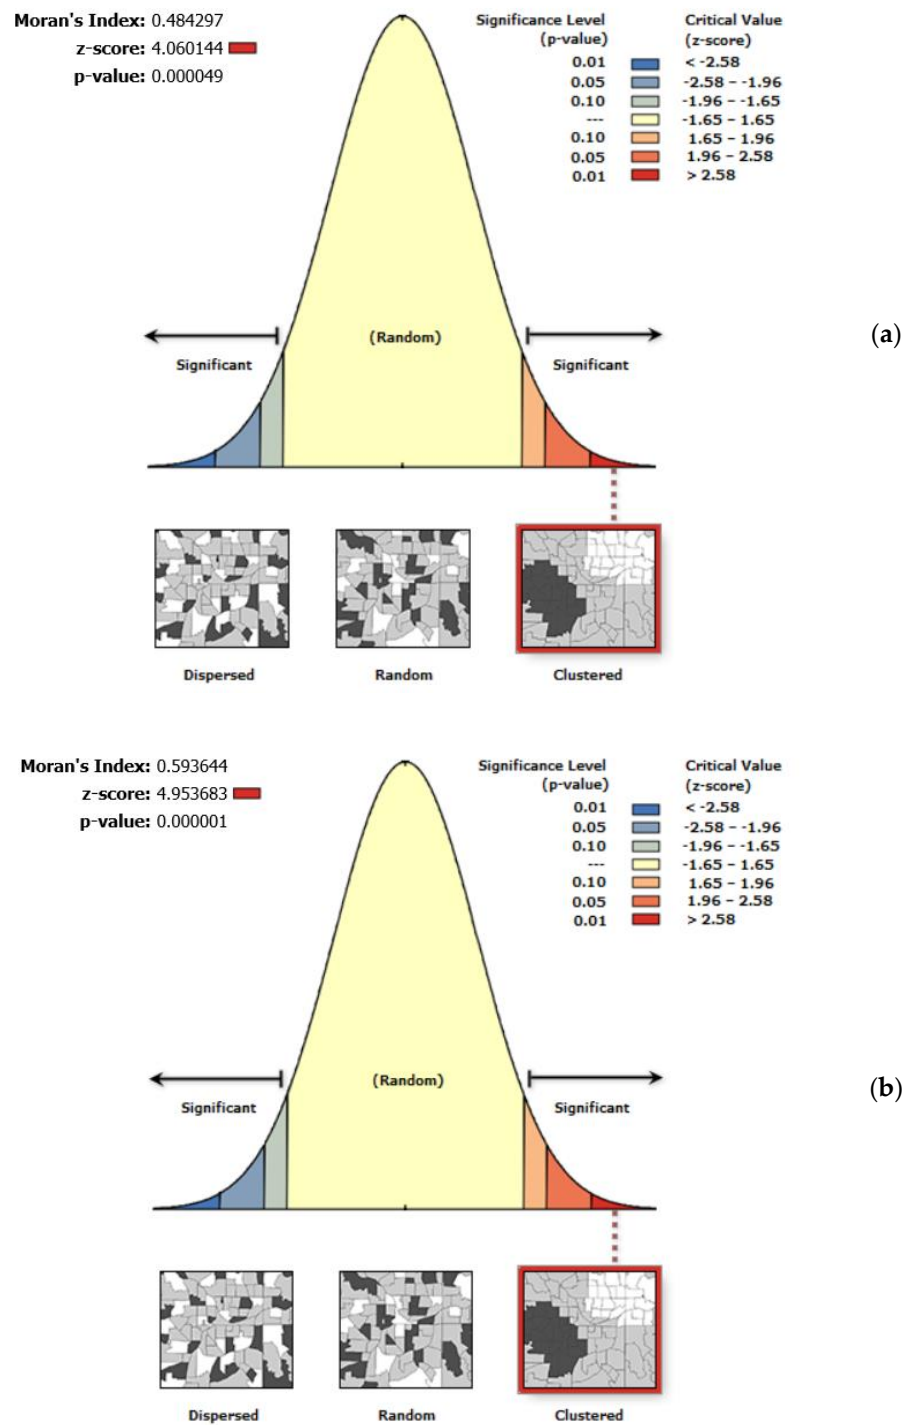 Moran's Index: 0.484297
z-score: 4.060144
p-value: 0.000049
Significance Level
(p-value)
Critical Value
(z-score)
0.01 < -2.58
0.05 -2.58 – -1.96
0.10 -1.96 – -1.65
--- -1.65 – 1.65
0.10 1.65 – 1.96
0.05 1.96 – 2.58
0.01 > 2.58
(Random)
Significant
Significant
(a)
Dispersed
Random
Clustered
Moran's Index: 0.593644
z-score: 4.953683
p-value: 0.000001
Significance Level
(p-value)
Critical Value
(z-score)
0.01 < -2.58
0.05 -2.58 – -1.96
0.10 -1.96 – -1.65
--- -1.65 – 1.65
0.10 1.65 – 1.96
0.05 1.96 – 2.58
0.01 > 2.58
(Random)
Significant
Significant
(b)
Dispersed
Random
Clustered